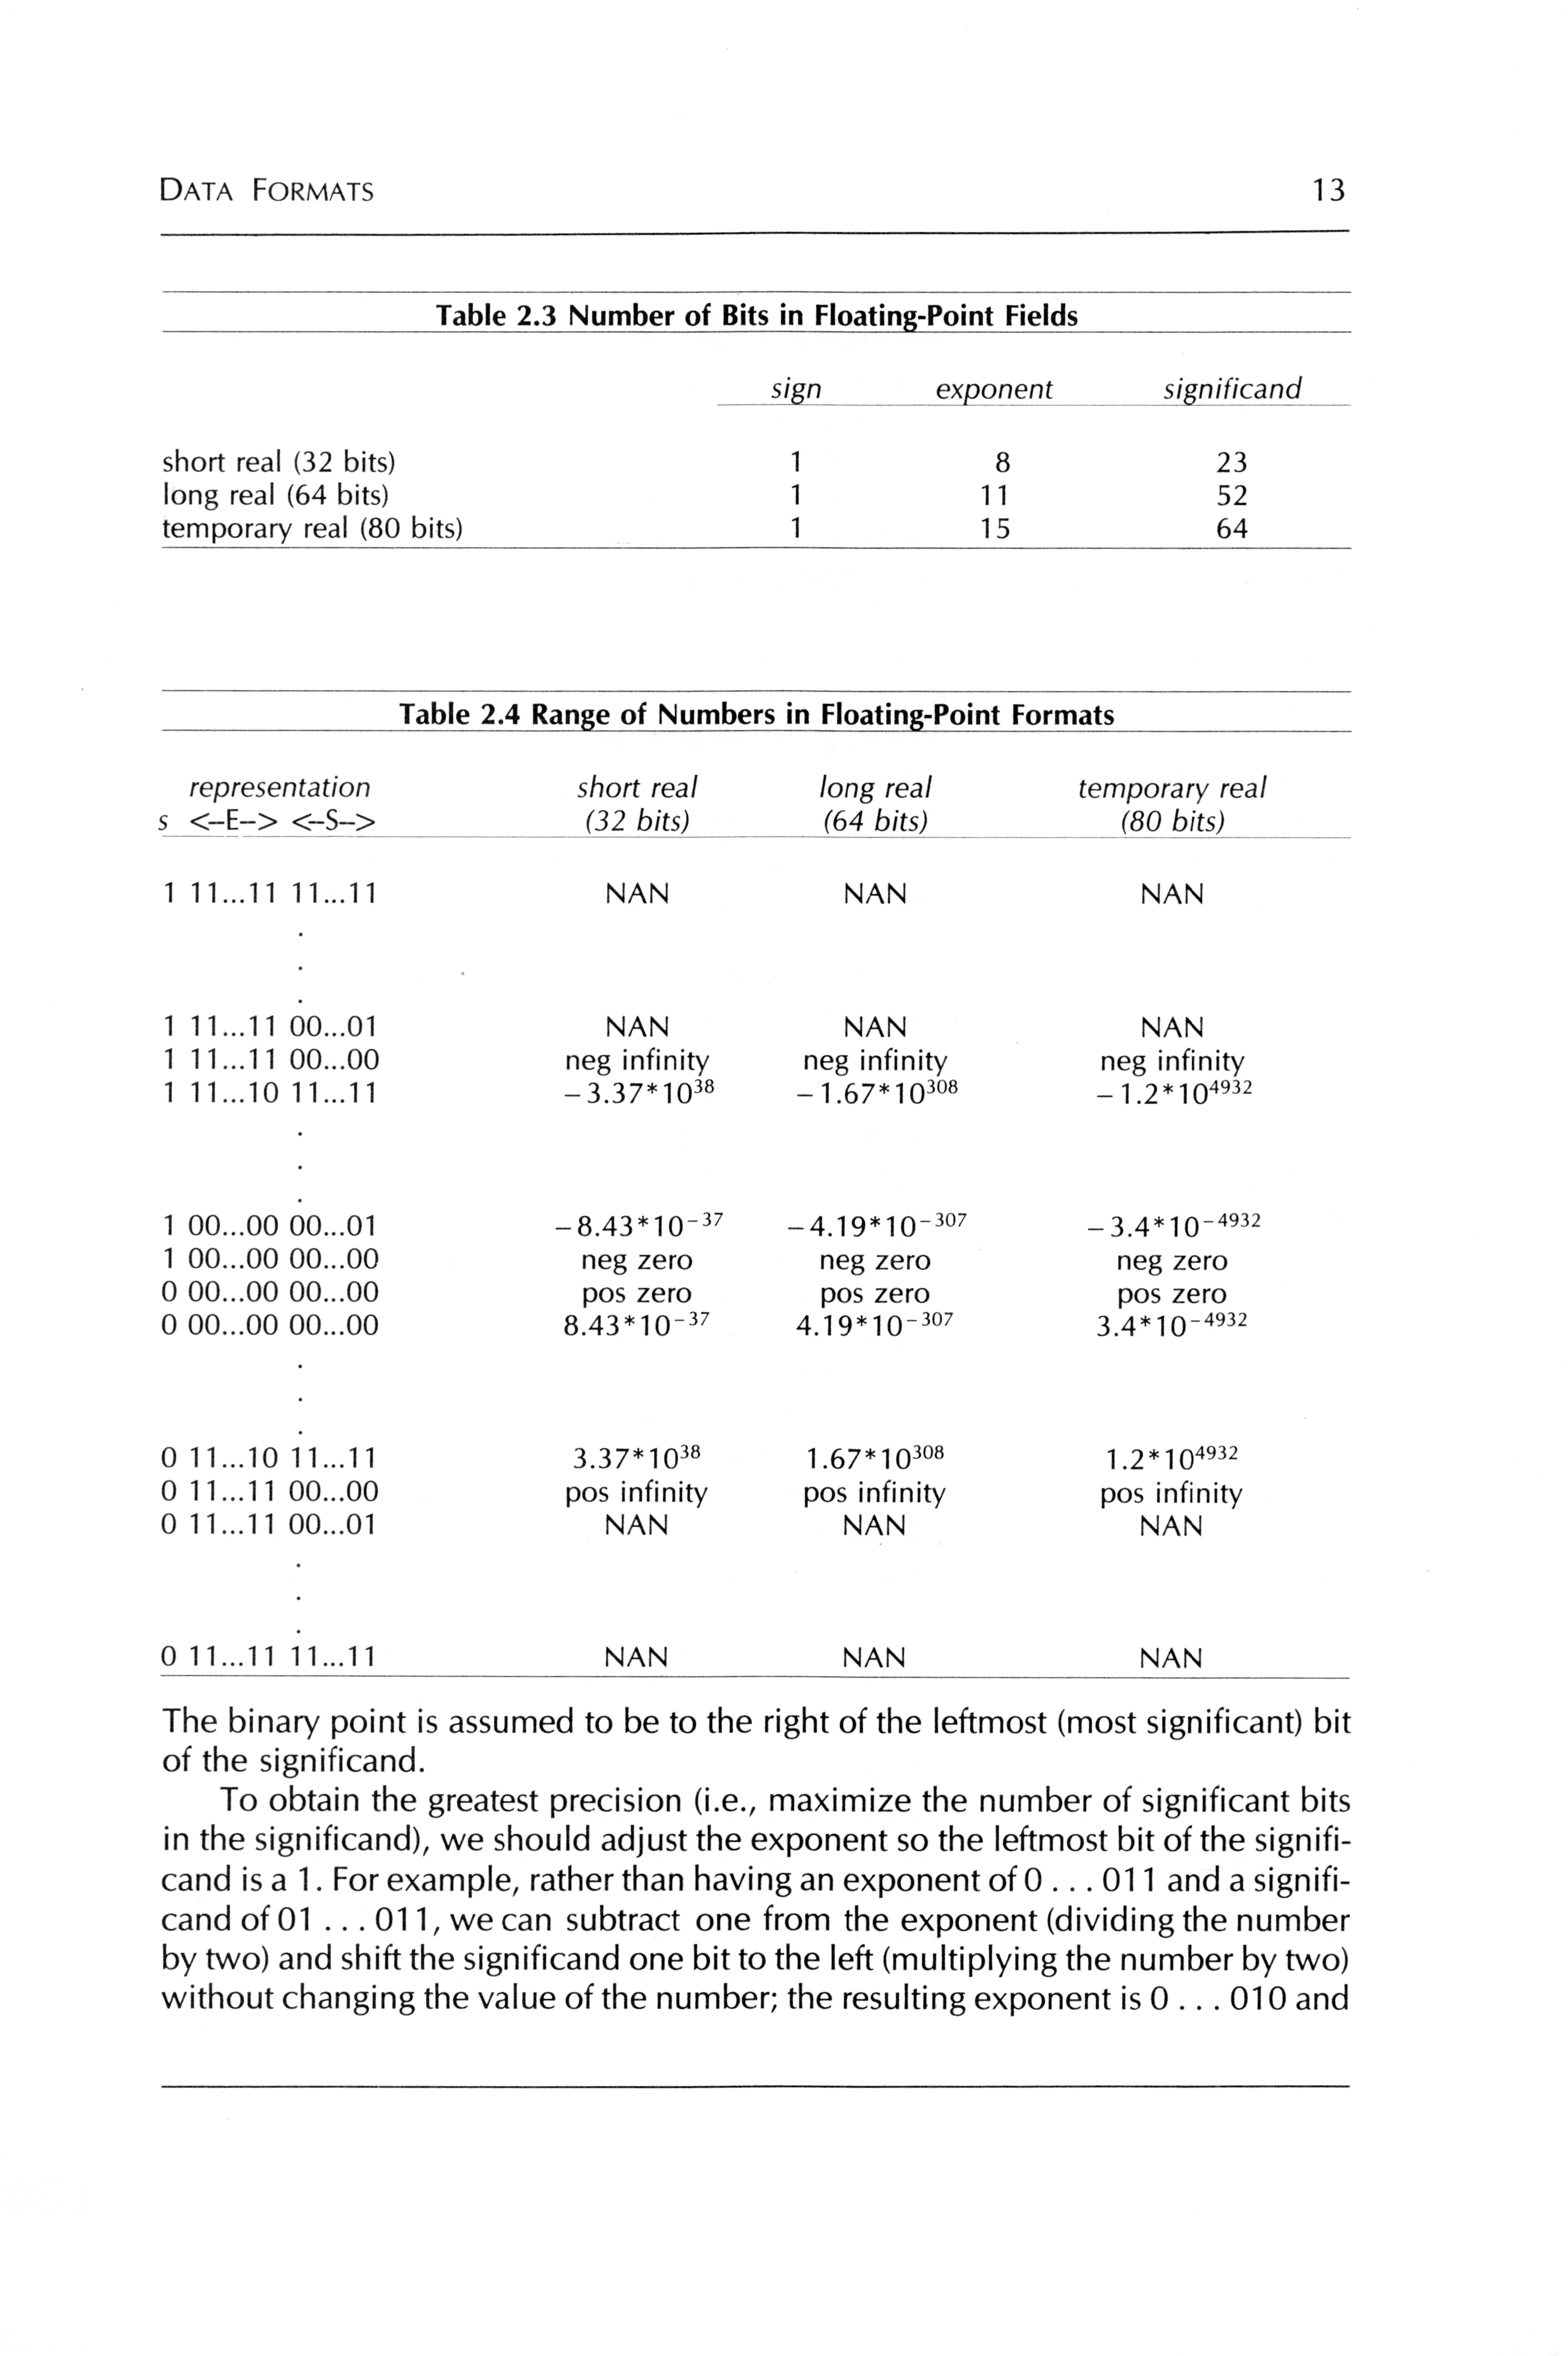 DATA FORMATS 13
Table 2.3 Number of Bits in Floating-Point Fields
sign exponent significand
short real (32 bits) 1 8 23
long real (64 bits) 1 11 52
temporary real (80 bits) 1 15 64
Table 2.4 Range of Numbers in Floating-Point Formats
representation short real long real temporary real
s <--E--> <--S--> (32 bits) (64 bits) (80 bits)
1 11...11 11...11 NAN NAN NAN
.
.
.
1 11...11 00...01 NAN NAN NAN
1 11...11 00...00 neg infinity neg infinity neg infinity
1 11...10 11...11 −3.37*10³⁸ −1.67*10³⁰⁸ −1.2*10⁴⁹³²
.
.
.
1 00...00 00...01 −8.43*10⁻³⁷ −4.19*10⁻³⁰⁷ −3.4*10⁻⁴⁹³²
1 00...00 00...00 neg zero neg zero neg zero
0 00...00 00...00 pos zero pos zero pos zero
0 00...00 00...00 8.43*10⁻³⁷ 4.19*10⁻³⁰⁷ 3.4*10⁻⁴⁹³²
.
.
.
0 11...10 11...11 3.37*10³⁸ 1.67*10³⁰⁸ 1.2*10⁴⁹³²
0 11...11 00...00 pos infinity pos infinity pos infinity
0 11...11 00...01 NAN NAN NAN
.
.
.
0 11...11 11...11 NAN NAN NAN
The binary point is assumed to be to the right of the leftmost (most significant) bit
of the significand.
To obtain the greatest precision (i.e., maximize the number of significant bits
in the significand), we should adjust the exponent so the leftmost bit of the signifi-
cand is a 1. For example, rather than having an exponent of 0 . . . 011 and a signifi-
cand of 01 . . . 011, we can subtract one from the exponent (dividing the number
by two) and shift the significand one bit to the left (multiplying the number by two)
without changing the value of the number; the resulting exponent is 0 . . . 010 and